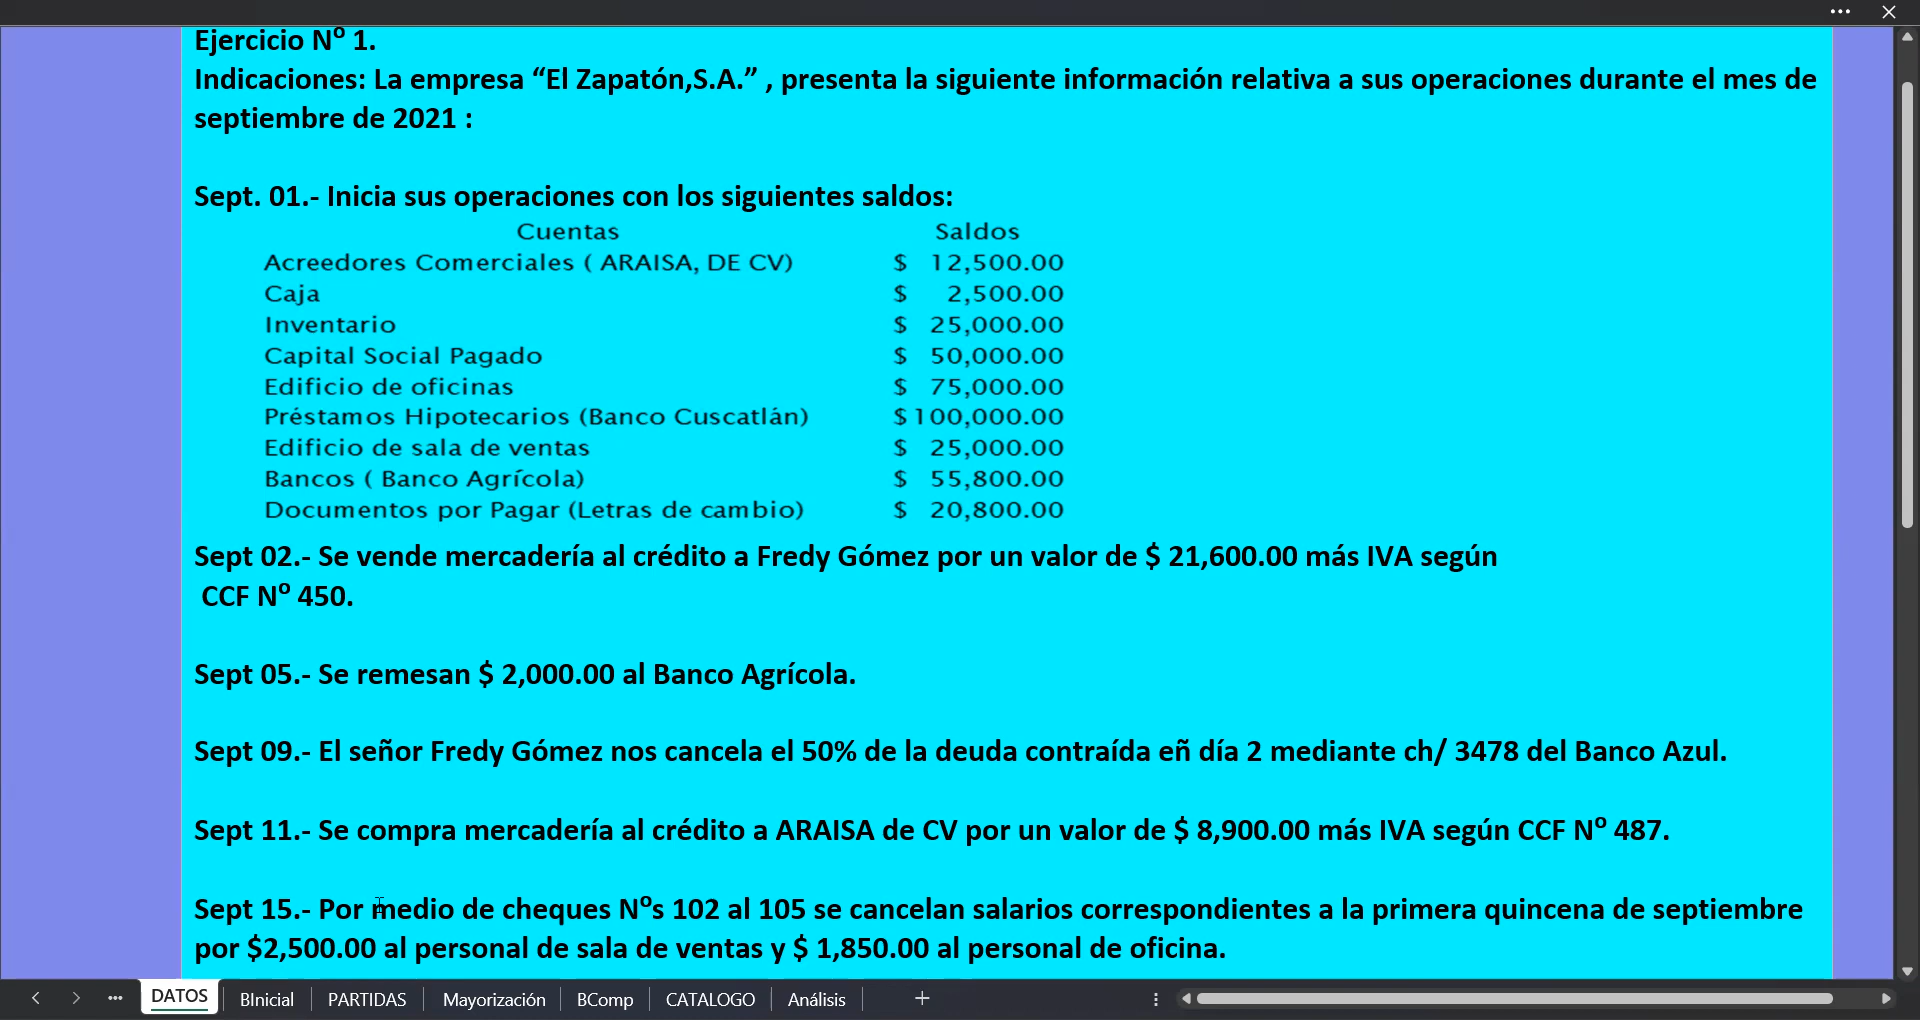 Ejercicio Nº 1.
Indicaciones: La empresa “El Zapatón,S.A.” , presenta la siguiente información relativa a sus operaciones durante el mes de
septiembre de 2021 :
Sept. 01.- Inicia sus operaciones con los siguientes saldos:
Cuentas Saldos
Acreedores Comerciales ( ARAISA, DE CV) $ 12,500.00
Caja $ 2,500.00
Inventario $ 25,000.00
Capital Social Pagado $ 50,000.00
Edificio de oficinas $ 75,000.00
Préstamos Hipotecarios (Banco Cuscatlán) $100,000.00
Edificio de sala de ventas $ 25,000.00
Bancos ( Banco Agrícola) $ 55,800.00
Documentos por Pagar (Letras de cambio) $ 20,800.00
Sept 02.- Se vende mercadería al crédito a Fredy Gómez por un valor de $ 21,600.00 más IVA según
CCF Nº 450.
Sept 05.- Se remesan $ 2,000.00 al Banco Agrícola.
Sept 09.- El señor Fredy Gómez nos cancela el 50% de la deuda contraída eñ día 2 mediante ch/ 3478 del Banco Azul.
Sept 11.- Se compra mercadería al crédito a ARAISA de CV por un valor de $ 8,900.00 más IVA según CCF Nº 487.
Sept 15.- Por medio de cheques Nºs 102 al 105 se cancelan salarios correspondientes a la primera quincena de septiembre
por $2,500.00 al personal de sala de ventas y $ 1,850.00 al personal de oficina.
DATOS BInicial PARTIDAS Mayorización BComp CATALOGO Análisis